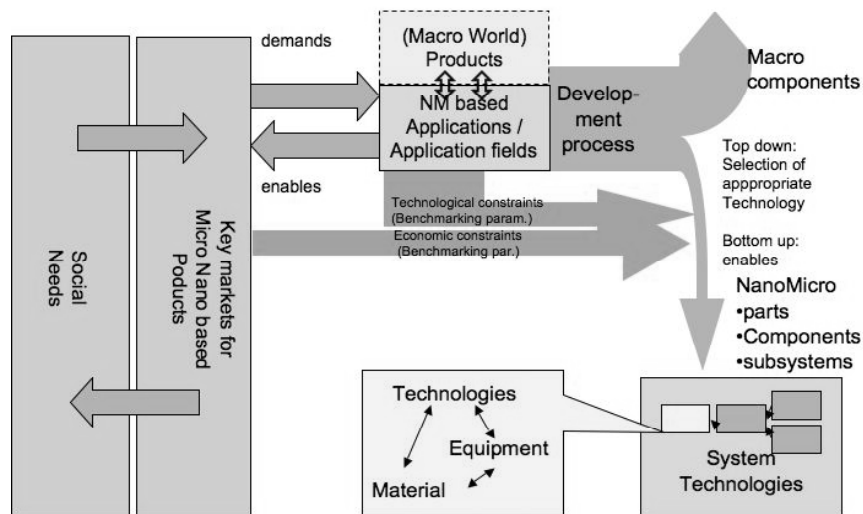 Social
Needs
Key markets for
Micro Nano based
Poducts
demands
enables
(Macro World)
Products
NM based
Applications /
Application fields
Develop-
ment
process
Macro
components
Top down:
Selection of
apppropriate
Technology
Technological constraints
(Benchmarking param.)
Economic constraints
(Benchmarking par.)
Bottom up:
enables
NanoMicro
•parts
•Components
•subsystems
Technologies
Equipment
Material
System
Technologies